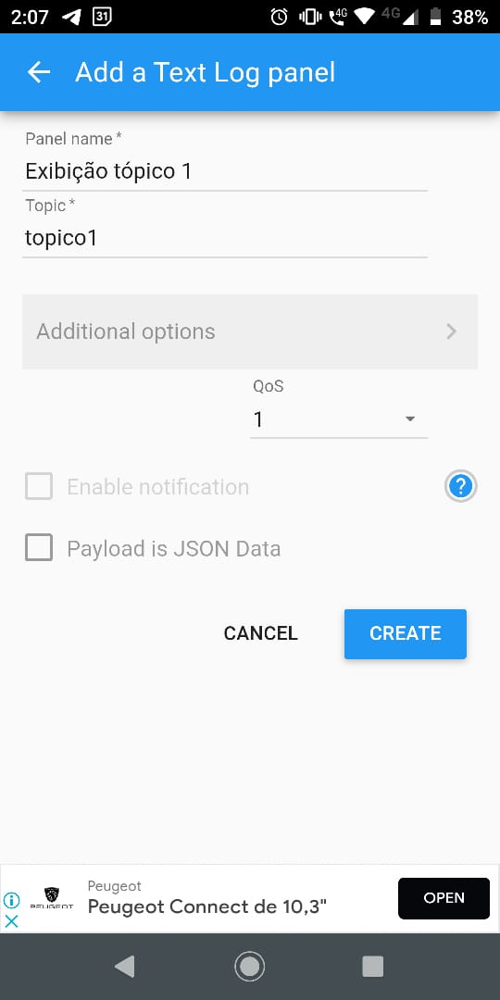 2:07 31 4G 4G 38%
Add a Text Log panel
Panel name *
Exibição tópico 1
Topic *
topico1
Additional options
QoS
1
Enable notification ?
Payload is JSON Data
CANCEL CREATE
Peugeot
PEUGEOT Peugeot Connect de 10,3" OPEN